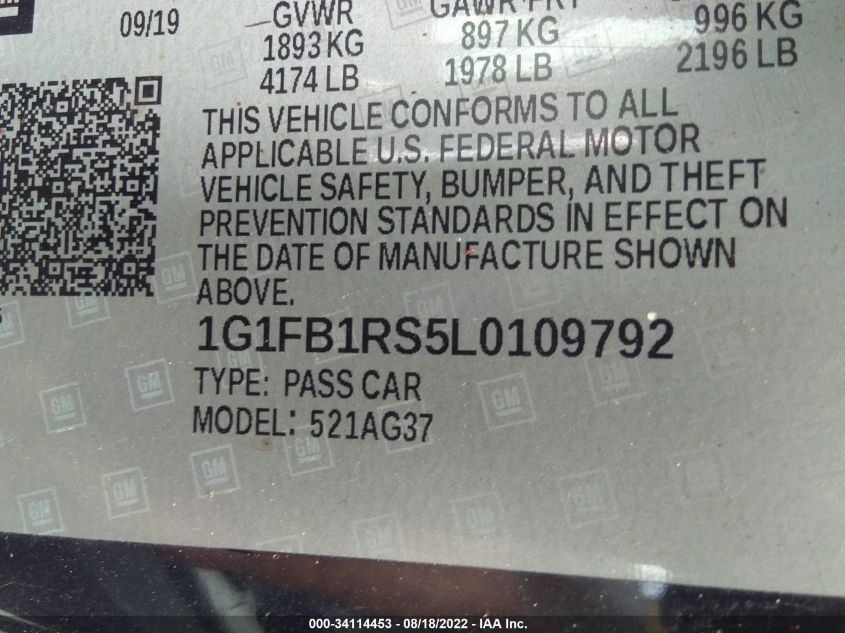 09/19 GVWR GAWR FRT
1893 KG 897 KG 996 KG
4174 LB 1978 LB 2196 LB
THIS VEHICLE CONFORMS TO ALL
APPLICABLE U.S. FEDERAL MOTOR
VEHICLE SAFETY, BUMPER, AND THEFT
PREVENTION STANDARDS IN EFFECT ON
THE DATE OF MANUFACTURE SHOWN
ABOVE.
1G1FB1RS5L0109792
TYPE: PASS CAR
MODEL: 521AG37
000-34114453 - 08/18/2022 - IAA Inc.